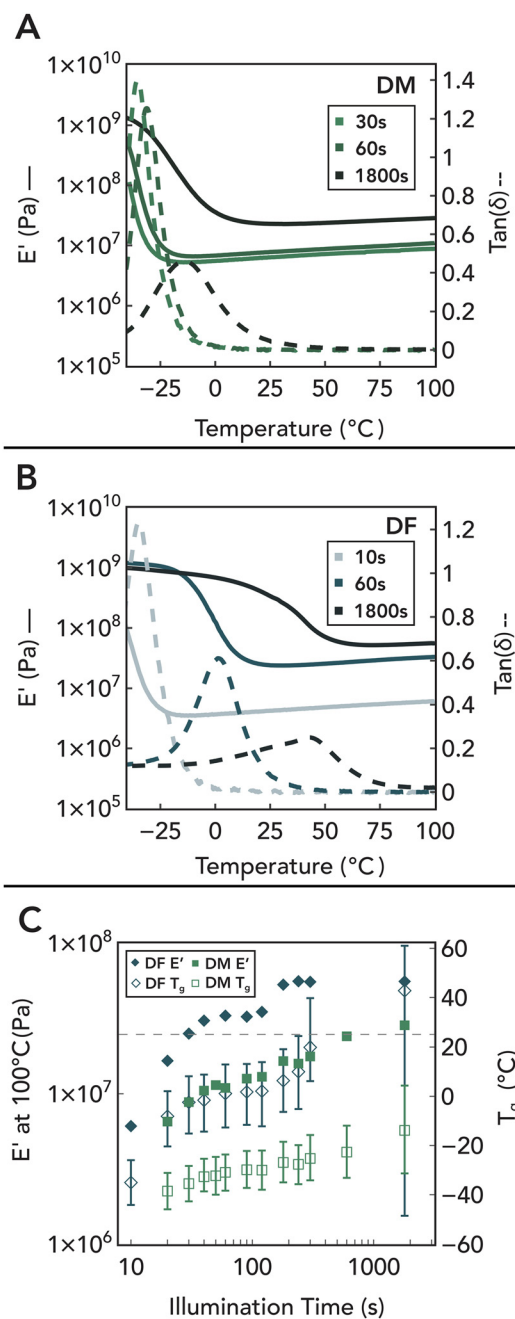 A
1×10¹⁰
1×10⁹
1×10⁸
1×10⁷
1×10⁶
1×10⁵
E' (Pa) —
DM
30s
60s
1800s
1.4
1.2
1
0.8
0.6
0.4
0.2
0
Tan(δ) --
−25 0 25 50 75 100
Temperature (°C)
B
1×10¹⁰
1×10⁹
1×10⁸
1×10⁷
1×10⁶
1×10⁵
E' (Pa) —
DF
10s
60s
1800s
1.2
1
0.8
0.6
0.4
0.2
0
Tan(δ) --
−25 0 25 50 75 100
Temperature (°C)
C
1×10⁸
1×10⁷
1×10⁶
E' at 100°C(Pa)
DF E' DM E'
DF Tg DM Tg
60
40
20
0
−20
−40
−60
Tg (°C)
10 100 1000
Illumination Time (s)